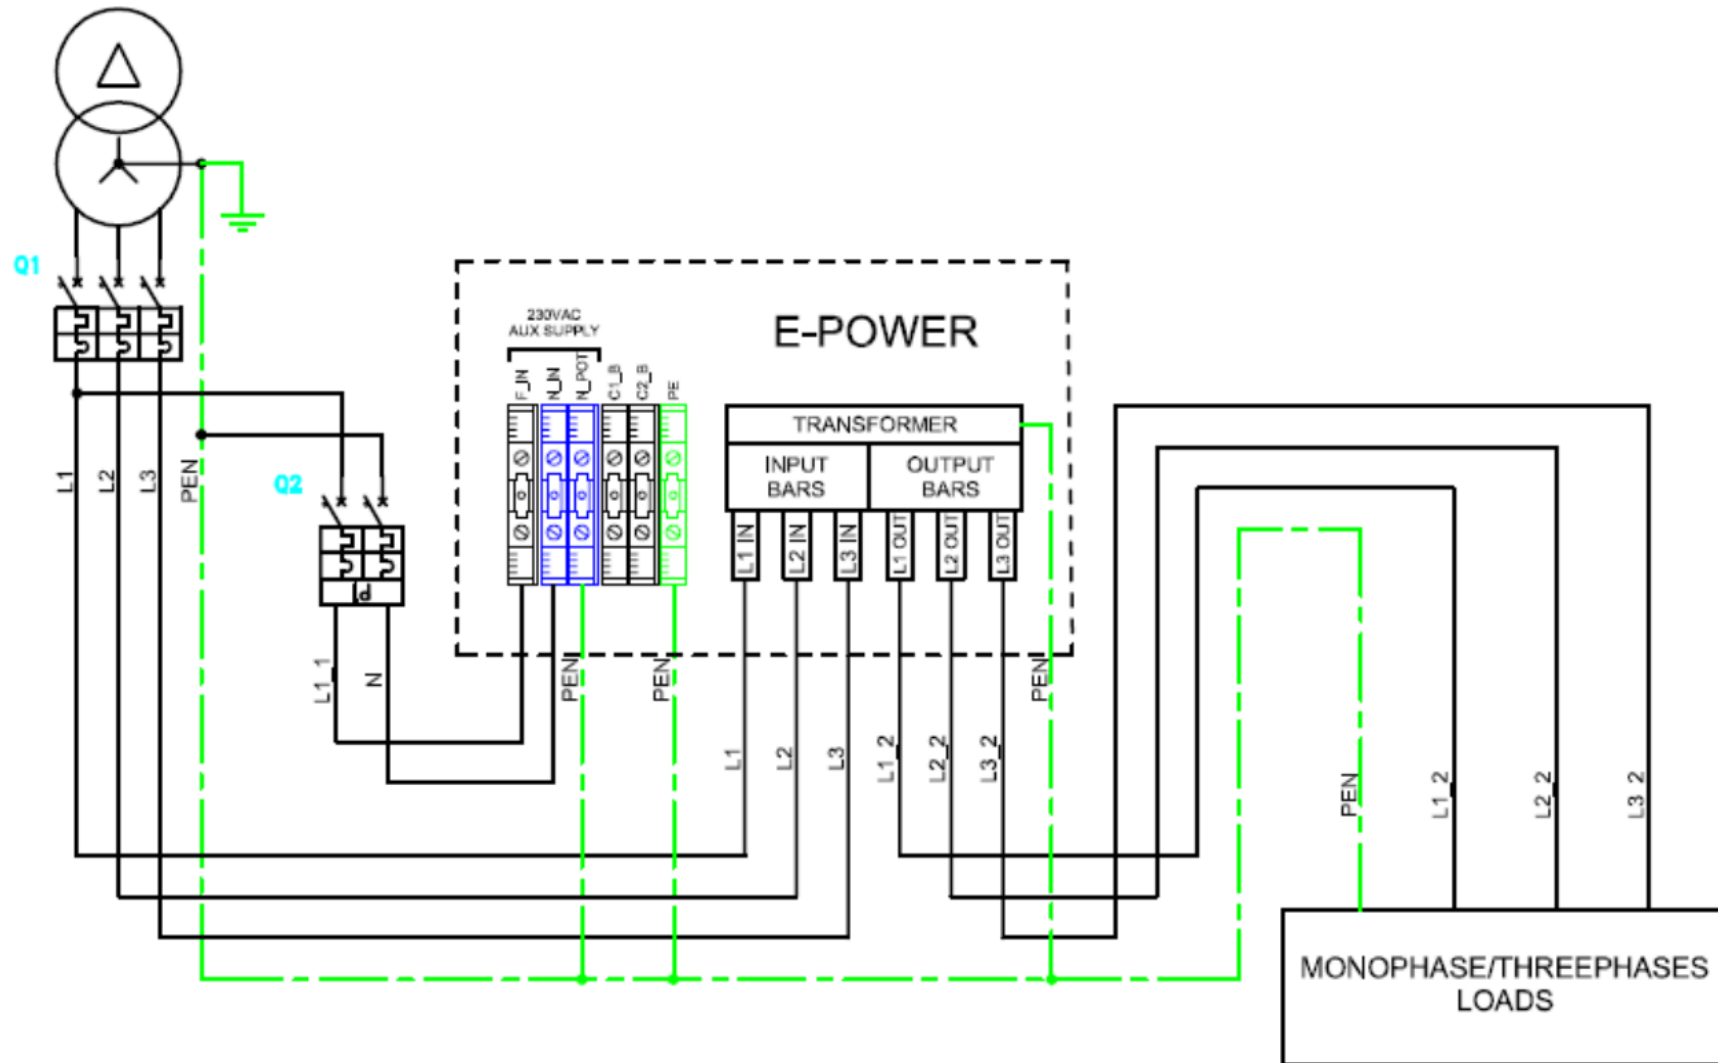 Q1
230VAC
AUX SUPPLY
E-POWER
F_IN
N_IN
N_POT
C1_B
C2_B
PE
TRANSFORMER
INPUT
BARS
OUTPUT
BARS
L1
L2
L3
PEN
Q2
L1 IN
L2 IN
L3 IN
L1 OUT
L2 OUT
L3 OUT
Id
L1_1
N
PEN
PEN
PEN
L1
L2
L3
L1_2
L2_2
L3_2
PEN
L1_2
L2_2
L3_2
MONOPHASE/THREEPHASES
LOADS